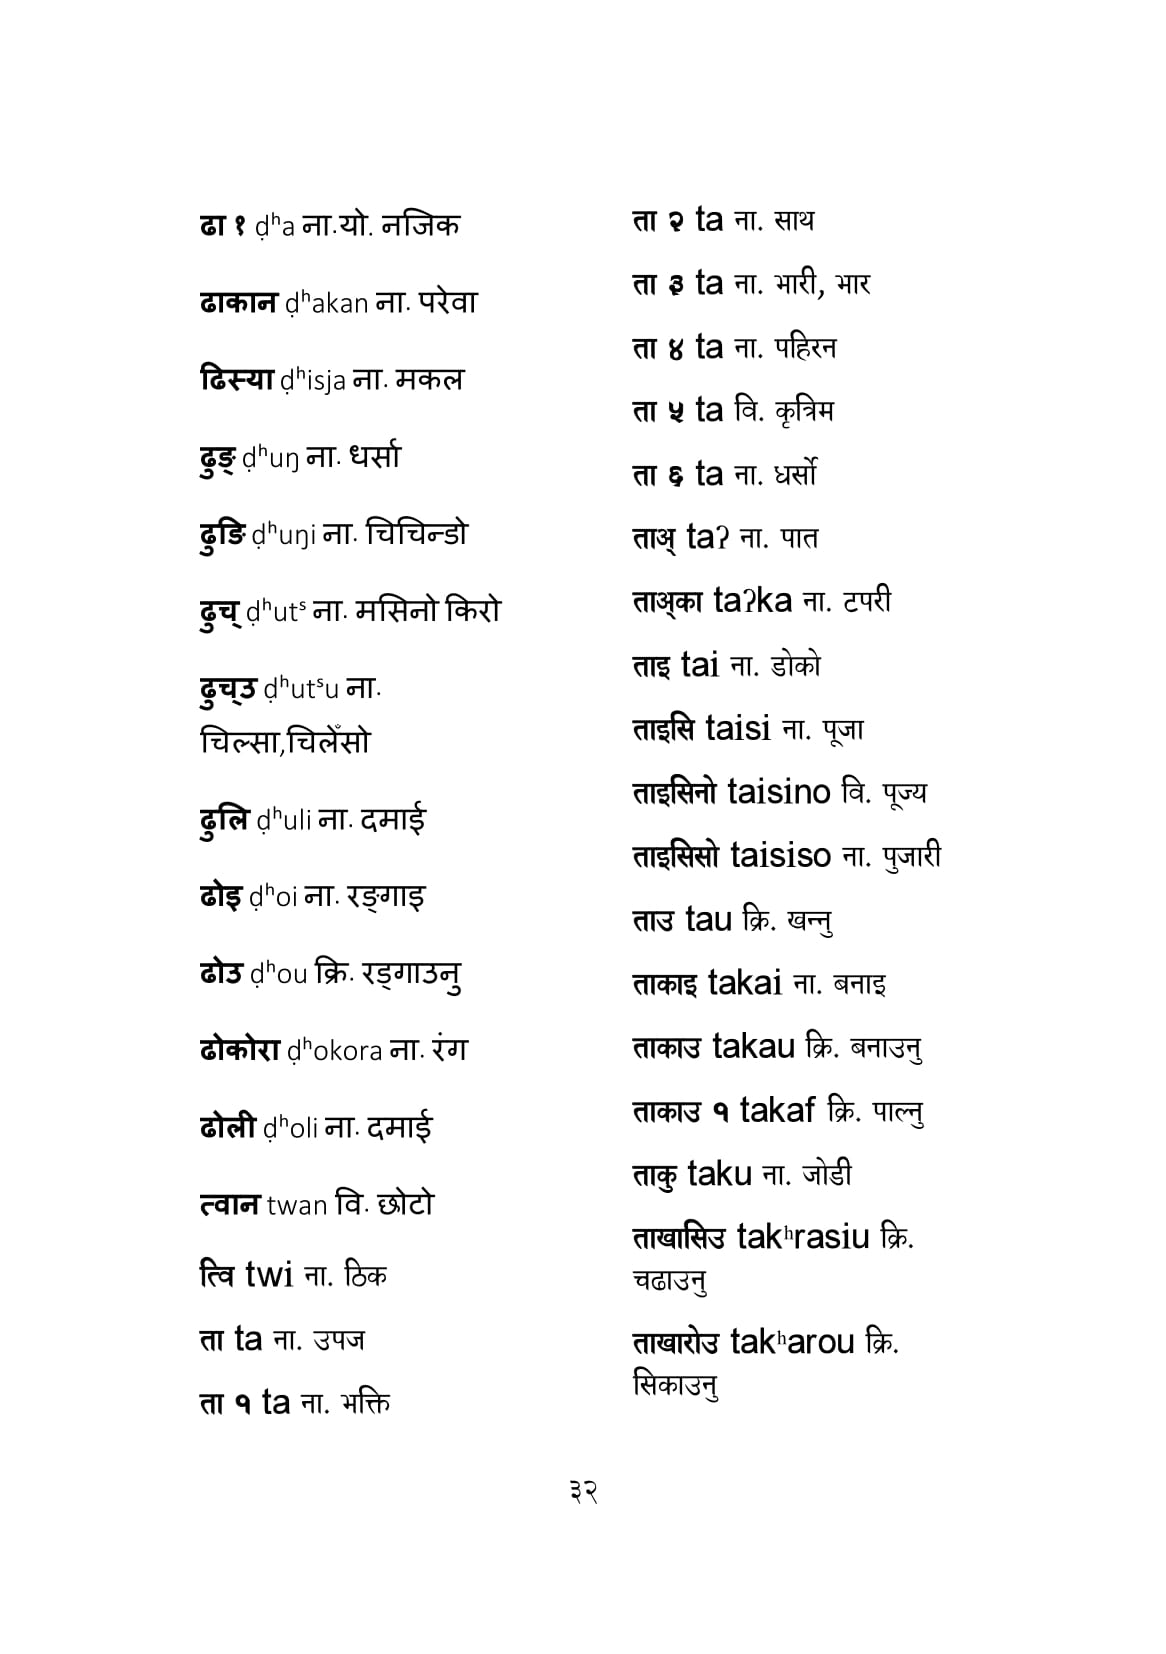 ढा १ ḍʰa ना.यो. नजिक
ढाकान ḍʰakan ना. परेवा
ढिस्या ḍʰisja ना. मकल
ढुङ् ḍʰuŋ ना. धर्सा
ढुङि ḍʰuŋi ना. चिचिन्डो
ढुच् ḍʰutˢ ना. मसिनो किरो
ढुच्उ ḍʰutˢu ना.
चिल्सा,चिलेँसो
ढुलि ḍʰuli ना. दमाई
ढोइ ḍʰoi ना. रङ्गाइ
ढोउ ḍʰou क्रि. रङ्गाउनु
ढोकोरा ḍʰokora ना. रंग
ढोली ḍʰoli ना. दमाई
त्वान twan वि. छोटो
त्वि twi ना. ठिक
ता ta ना. उपज
ता १ ta ना. भक्ति
ता २ ta ना. साथ
ता ३ ta ना. भारी, भार
ता ४ ta ना. पहिरन
ता ५ ta वि. कृत्रिम
ता ६ ta ना. धर्सो
ताअ् taʔ ना. पात
ताअ्का taʔka ना. टपरी
ताइ tai ना. डोको
ताइसि taisi ना. पूजा
ताइसिनो taisino वि. पूज्य
ताइसिसो taisiso ना. पुजारी
ताउ tau क्रि. खन्नु
ताकाइ takai ना. बनाइ
ताकाउ takau क्रि. बनाउनु
ताकाउ १ takaf क्रि. पाल्नु
ताकु taku ना. जोडी
ताखासिउ takʰrasiu क्रि.
चढाउनु
ताखारोउ takʰarou क्रि.
सिकाउनु
३२